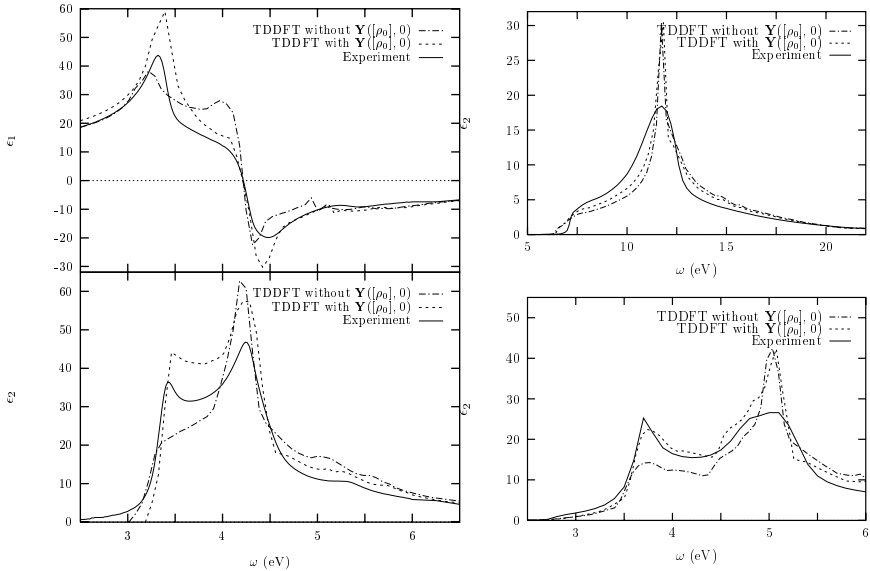 60
50
40
30
20
10
0
-10
-20
-30
ϵ1
TDDFT without Y([ρ0], 0)
TDDFT with Y([ρ0], 0)
Experiment
60
50
40
30
20
10
0
ϵ2
TDDFT without Y([ρ0], 0)
TDDFT with Y([ρ0], 0)
Experiment
3 4 5 6
ω (eV)
30
25
20
15
10
5
0
ϵ2
TDDFT without Y([ρ0], 0)
TDDFT with Y([ρ0], 0)
Experiment
5 10 15 20
ω (eV)
50
40
30
20
10
0
ϵ2
TDDFT without Y([ρ0], 0)
TDDFT with Y([ρ0], 0)
Experiment
3 4 5 6
ω (eV)